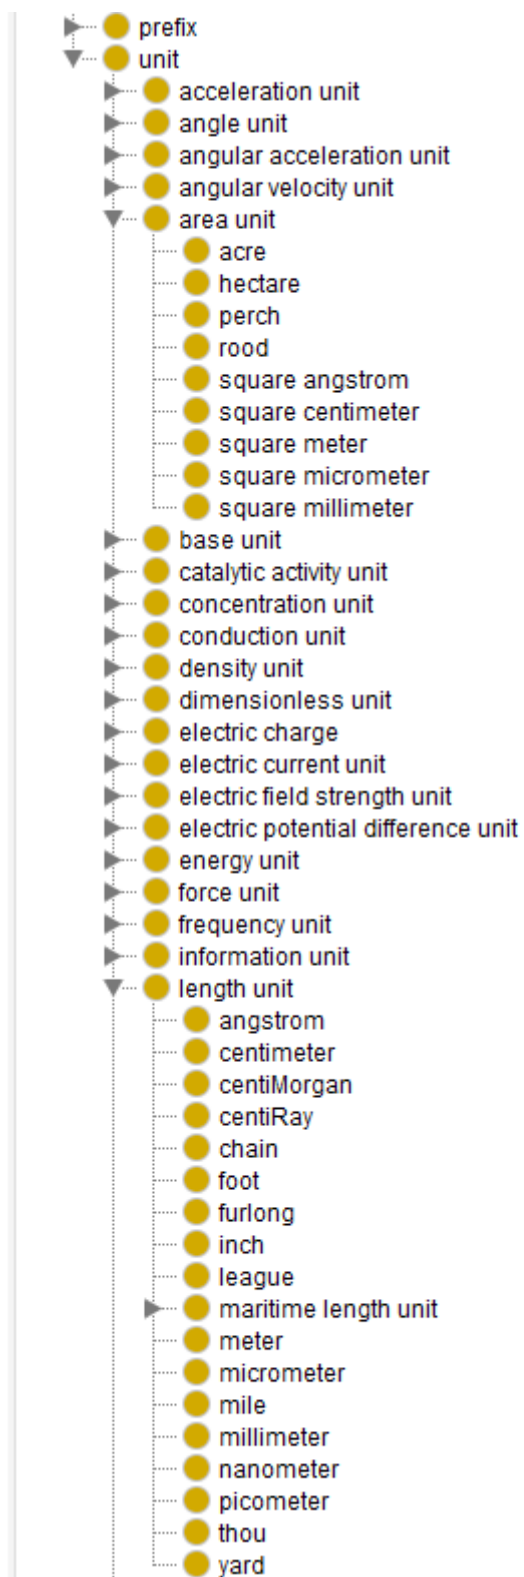 prefix
unit
acceleration unit
angle unit
angular acceleration unit
angular velocity unit
area unit
acre
hectare
perch
rood
square angstrom
square centimeter
square meter
square micrometer
square millimeter
base unit
catalytic activity unit
concentration unit
conduction unit
density unit
dimensionless unit
electric charge
electric current unit
electric field strength unit
electric potential difference unit
energy unit
force unit
frequency unit
information unit
length unit
angstrom
centimeter
centiMorgan
centiRay
chain
foot
furlong
inch
league
maritime length unit
meter
micrometer
mile
millimeter
nanometer
picometer
thou
yard